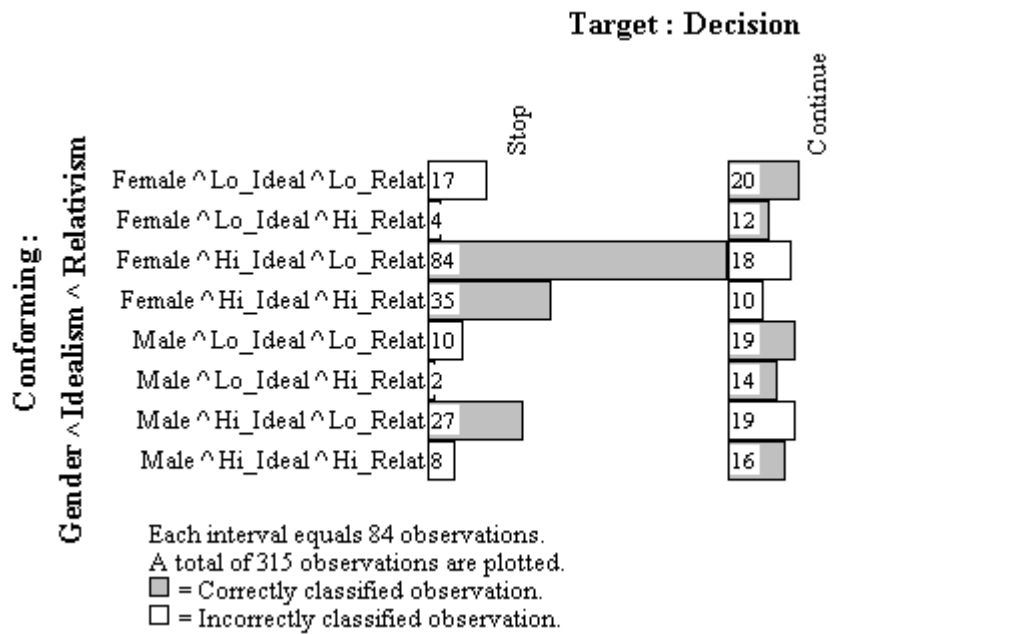 Target : Decision
Stop
Continue
Conforming :
Gender ^Idealism ^ Relativism
Female ^ Lo_Ideal ^ Lo_Relat 17 20
Female ^ Lo_Ideal ^ Hi_Relat 4 12
Female ^ Hi_Ideal ^ Lo_Relat 84 18
Female ^ Hi_Ideal ^ Hi_Relat 35 10
Male ^ Lo_Ideal ^ Lo_Relat 10 19
Male ^ Lo_Ideal ^ Hi_Relat 2 14
Male ^ Hi_Ideal ^ Lo_Relat 27 19
Male ^ Hi_Ideal ^ Hi_Relat 8 16
Each interval equals 84 observations.
A total of 315 observations are plotted.
= Correctly classified observation.
= Incorrectly classified observation.